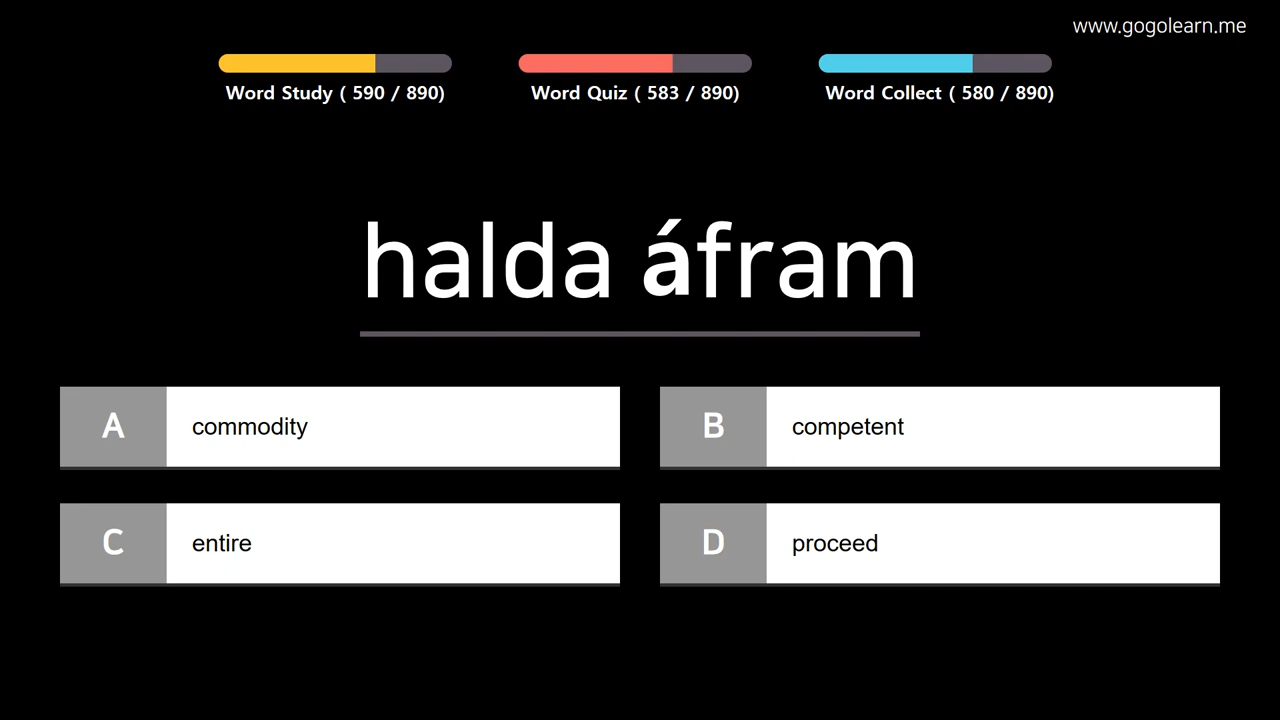 www.gogolearn.me
Word Study ( 590 / 890)
Word Quiz ( 583 / 890)
Word Collect ( 580 / 890)
halda áfram
A commodity
B competent
C entire
D proceed